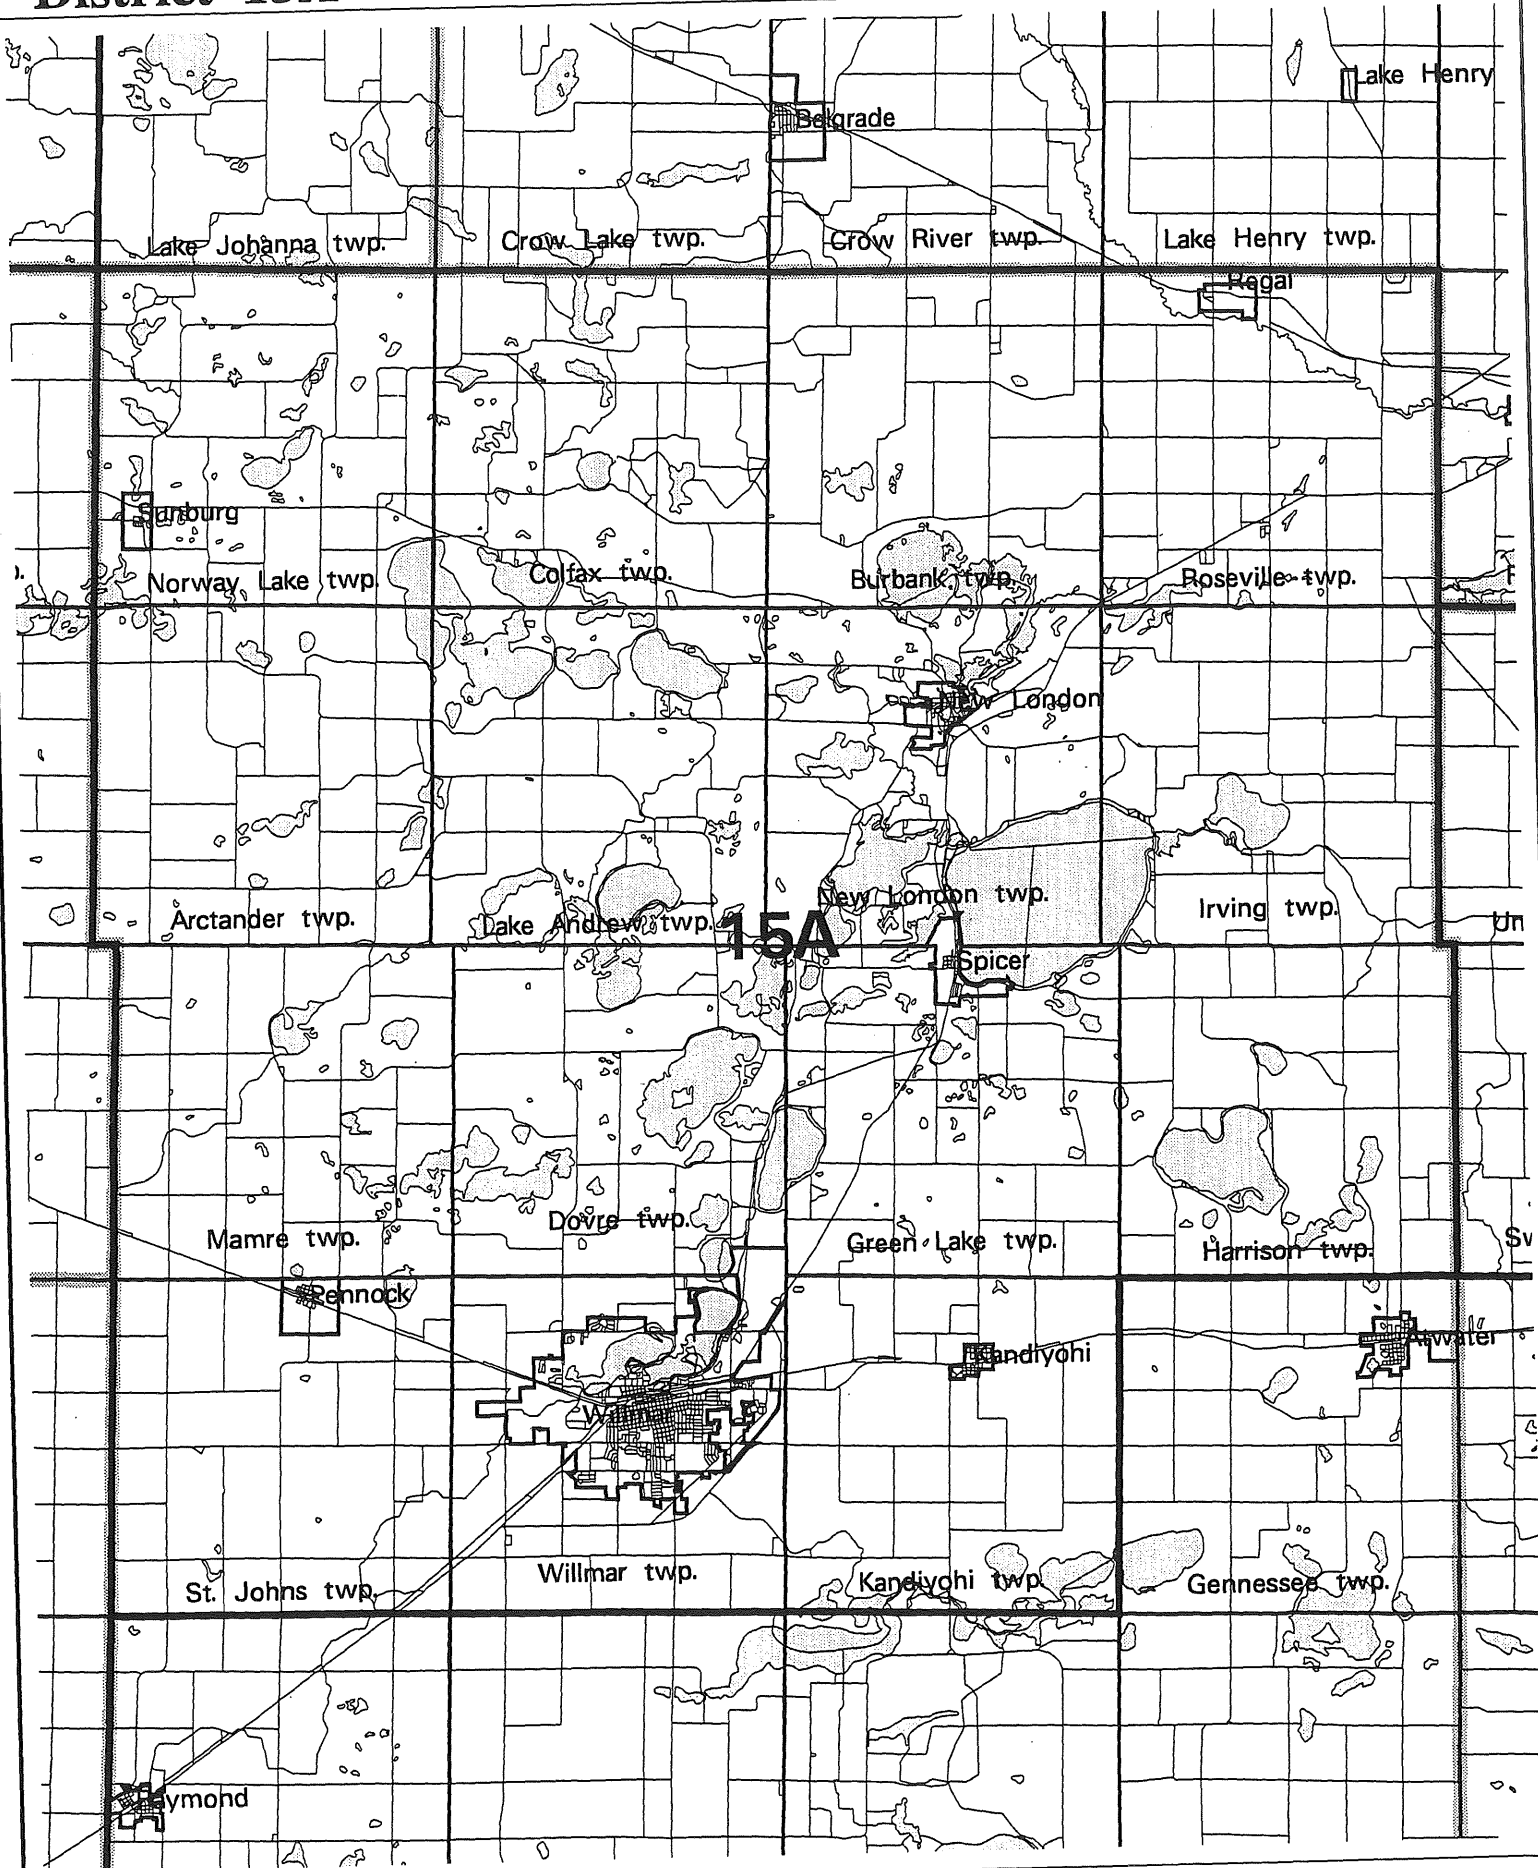 District
Lake Henry
Belgrade
Lake Johanna twp.
Crow Lake twp.
Crow River twp.
Lake Henry twp.
Regal
Sunburg
Norway Lake twp.
Colfax twp.
Burbank twp.
Roseville twp.
New London
Arctander twp.
Lake Andrew twp.
15A
New London twp.
Irving twp.
Un
Spicer
Mamre twp.
Dovre twp.
Green Lake twp.
Harrison twp.
Sw
Pennock
Kandiyohi
Atwater
Willmar
St. Johns twp.
Willmar twp.
Kandiyohi twp.
Gennessee twp.
Raymond